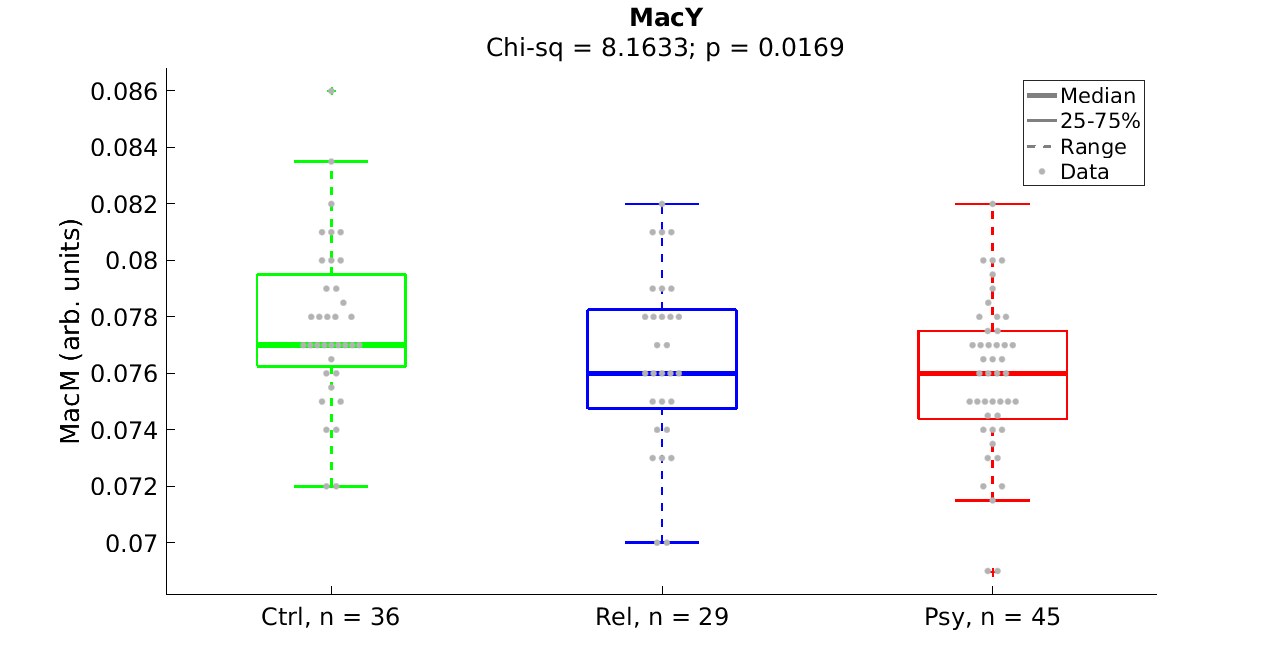 MacY
Chi-sq = 8.1633; p = 0.0169
MacM (arb. units)
0.086
0.084
0.082
0.08
0.078
0.076
0.074
0.072
0.07
Median
25-75%
Range
Data
Ctrl, n = 36
Rel, n = 29
Psy, n = 45